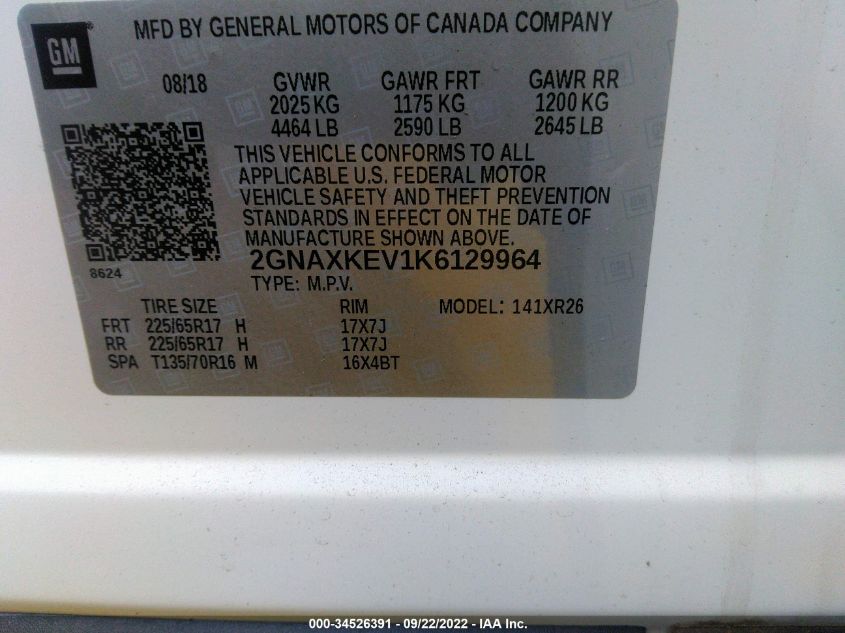 MFD BY GENERAL MOTORS OF CANADA COMPANY
GM
08/18 GVWR GAWR FRT GAWR RR
2025 KG 1175 KG 1200 KG
4464 LB 2590 LB 2645 LB
THIS VEHICLE CONFORMS TO ALL
APPLICABLE U.S. FEDERAL MOTOR
VEHICLE SAFETY AND THEFT PREVENTION
STANDARDS IN EFFECT ON THE DATE OF
MANUFACTURE SHOWN ABOVE.
8624
2GNAXKEV1K6129964
TYPE: M.P.V.
TIRE SIZE RIM MODEL: 141XR26
FRT 225/65R17 H 17X7J
RR 225/65R17 H 17X7J
SPA T135/70R16 M 16X4BT
000-34526391 - 09/22/2022 - IAA Inc.